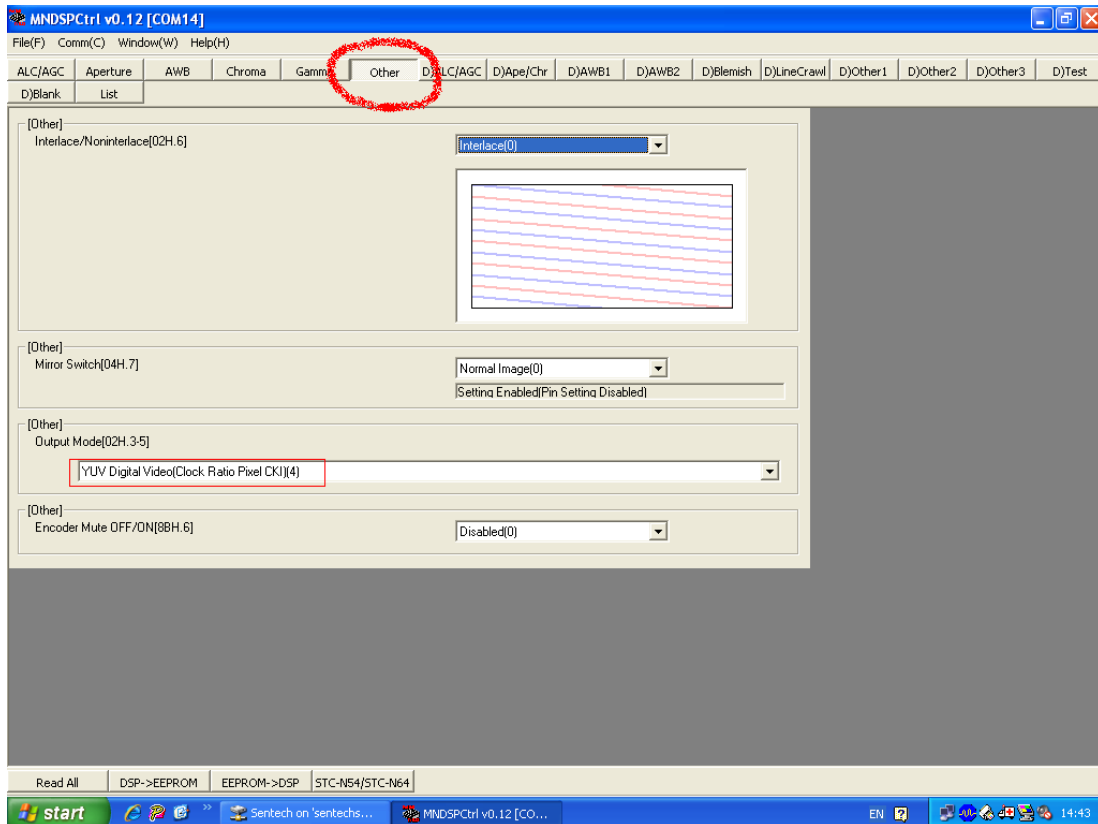 MNDSPCtrl v0.12 [COM14]
File(F) Comm(C) Window(W) Help(H)
ALC/AGC Aperture AWB Chroma Gamm Other D)ALC/AGC D)Ape/Chr D)AWB1 D)AWB2 D)Blemish D)LineCrawl D)Other1 D)Other2 D)Other3 D)Test
D)Blank List
[Other]
Interlace/Noninterlace[02H.6] Interlace(0)
[Other]
Mirror Switch[04H.7] Normal Image(0)
Setting Enabled(Pin Setting Disabled)
[Other]
Output Mode[02H.3-5]
YUV Digital Video(Clock Ratio Pixel CKI)(4)
[Other]
Encoder Mute OFF/ON[8BH.6] Disabled(0)
Read All DSP->EEPROM EEPROM->DSP STC-N54/STC-N64
start Sentech on 'sentechs... MNDSPCtrl v0.12 [CO... EN 14:43